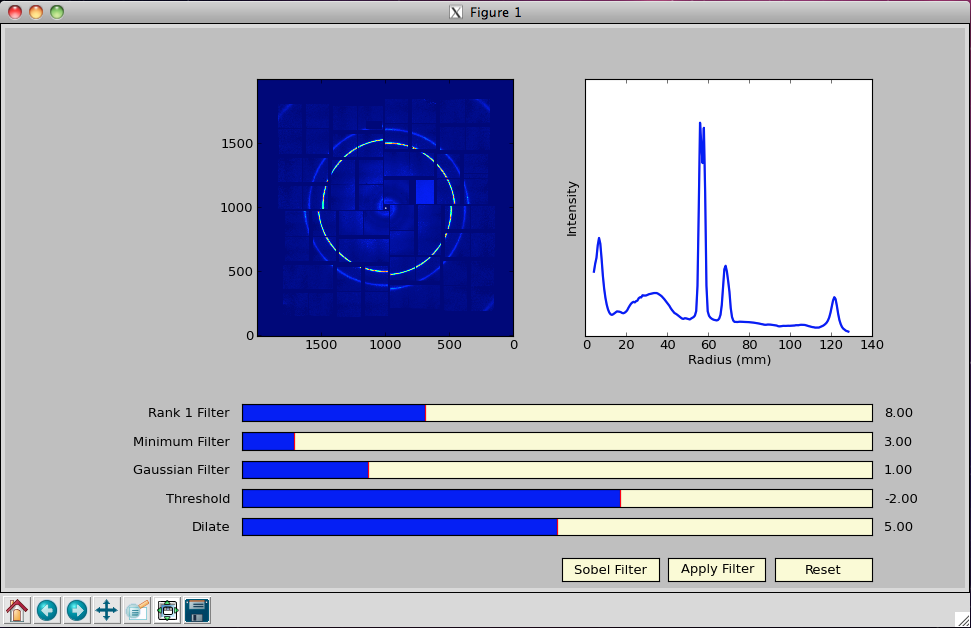 X Figure 1
1500
1000
500
0
1500 1000 500 0
Intensity
0 20 40 60 80 100 120 140
Radius (mm)
Rank 1 Filter 8.00
Minimum Filter 3.00
Gaussian Filter 1.00
Threshold -2.00
Dilate 5.00
Sobel Filter Apply Filter Reset